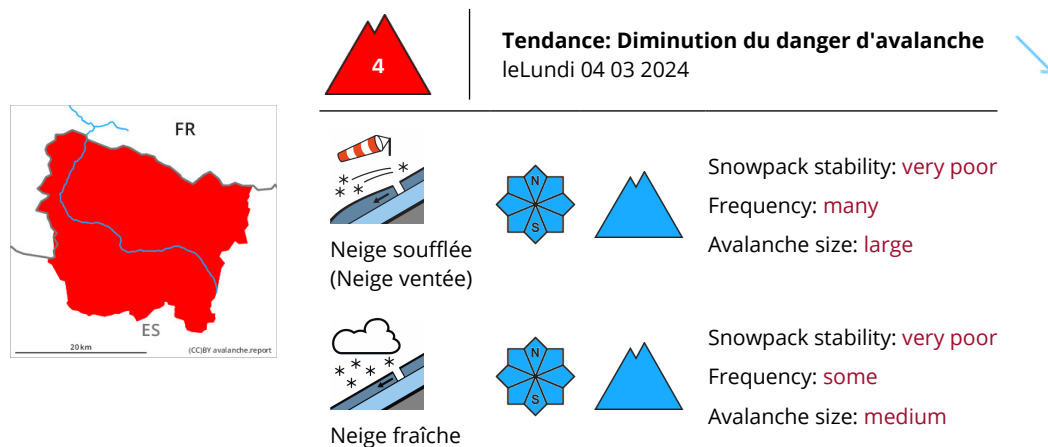 4
Tendance: Diminution du danger d'avalanche
leLundi 04 03 2024
FR
ES
20 km
(CC)BY avalanche.report
N
S
Neige soufflée
(Neige ventée)
Snowpack stability: very poor
Frequency: many
Avalanche size: large
N
S
Neige fraîche
Snowpack stability: very poor
Frequency: some
Avalanche size: medium